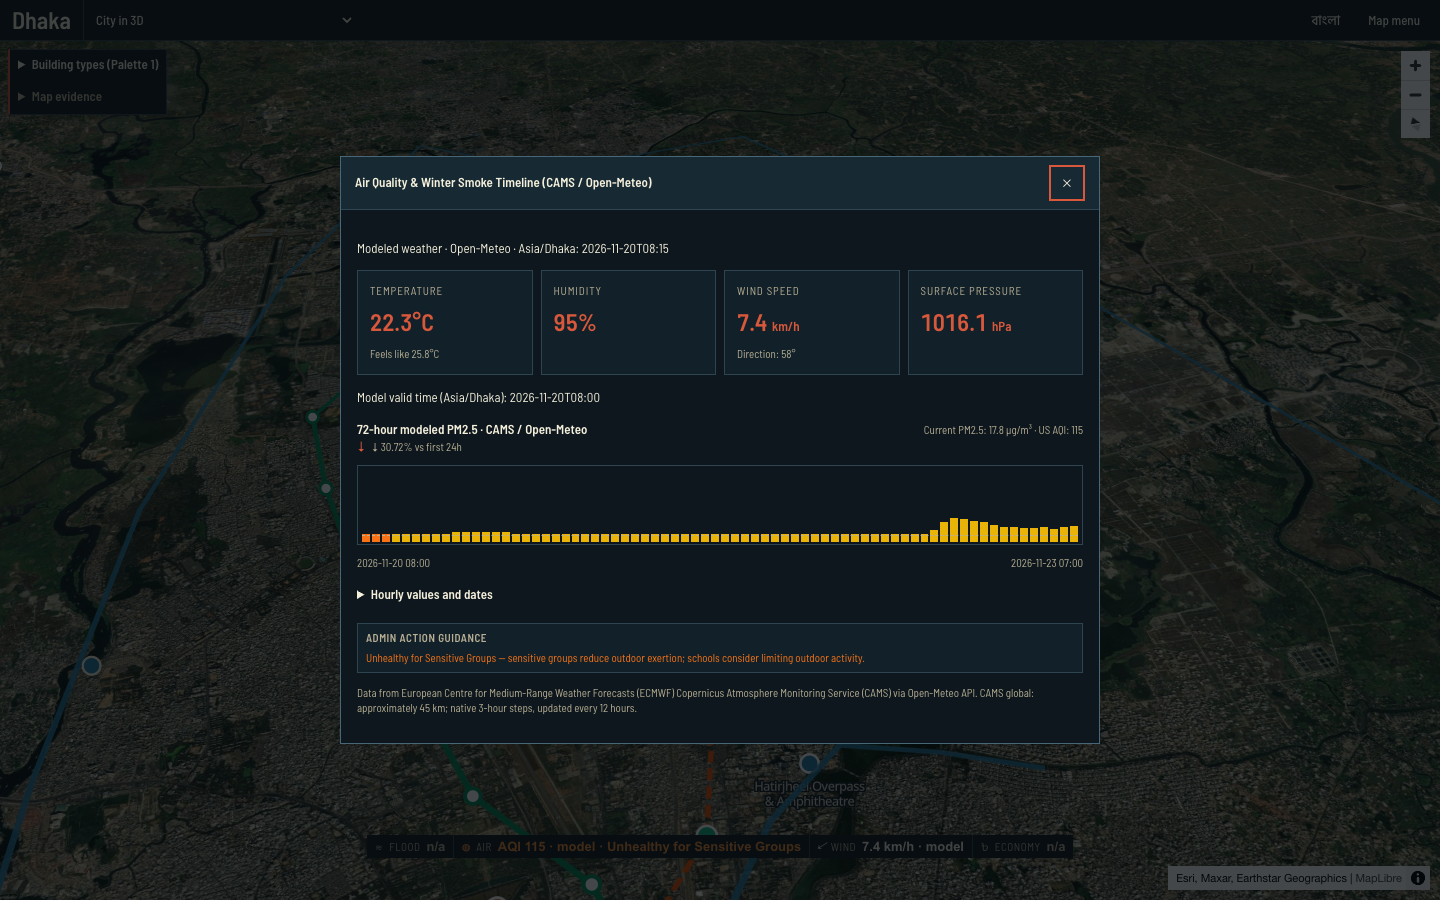 Dhaka
City in 3D
বাংলা
Map menu
Building types (Palette 1)
Map evidence
Air Quality & Winter Smoke Timeline (CAMS / Open-Meteo)
×
Modeled weather · Open-Meteo · Asia/Dhaka: 2026-11-20T08:15
TEMPERATURE
22.3°C
Feels like 25.8°C
HUMIDITY
95%
WIND SPEED
7.4 km/h
Direction: 58°
SURFACE PRESSURE
1016.1 hPa
Model valid time (Asia/Dhaka): 2026-11-20T08:00
72-hour modeled PM2.5 · CAMS / Open-Meteo
Current PM2.5: 17.8 µg/m³ · US AQI: 115
↓ ↓ 30.72% vs first 24h
2026-11-20 08:00
2026-11-23 07:00
Hourly values and dates
ADMIN ACTION GUIDANCE
Unhealthy for Sensitive Groups — sensitive groups reduce outdoor exertion; schools consider limiting outdoor activity.
Data from European Centre for Medium-Range Weather Forecasts (ECMWF) Copernicus Atmosphere Monitoring Service (CAMS) via Open-Meteo API. CAMS global:
approximately 45 km; native 3-hour steps, updated every 12 hours.
Hatirjheel Overpass
& Amphitheatre
FLOOD n/a
AIR AQI 115 · model · Unhealthy for Sensitive Groups
WIND 7.4 km/h · model
ECONOMY n/a
Esri, Maxar, Earthstar Geographics | MapLibre